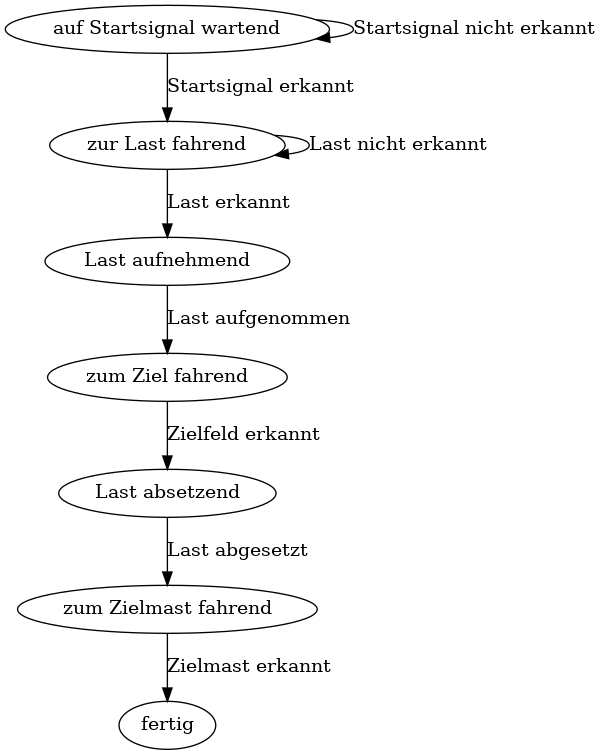 auf Startsignal wartend
Startsignal nicht erkannt
Startsignal erkannt
zur Last fahrend
Last nicht erkannt
Last erkannt
Last aufnehmend
Last aufgenommen
zum Ziel fahrend
Zielfeld erkannt
Last absetzend
Last abgesetzt
zum Zielmast fahrend
Zielmast erkannt
fertig